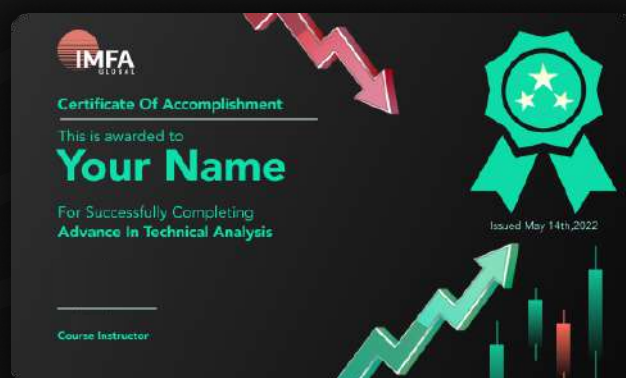 IMFA
GLOBAL
Certificate Of Accomplishment
This is awarded to
Your Name
For Successfully Completing
Advance In Technical Analysis
Issued May 14th,2022
Course Instructor